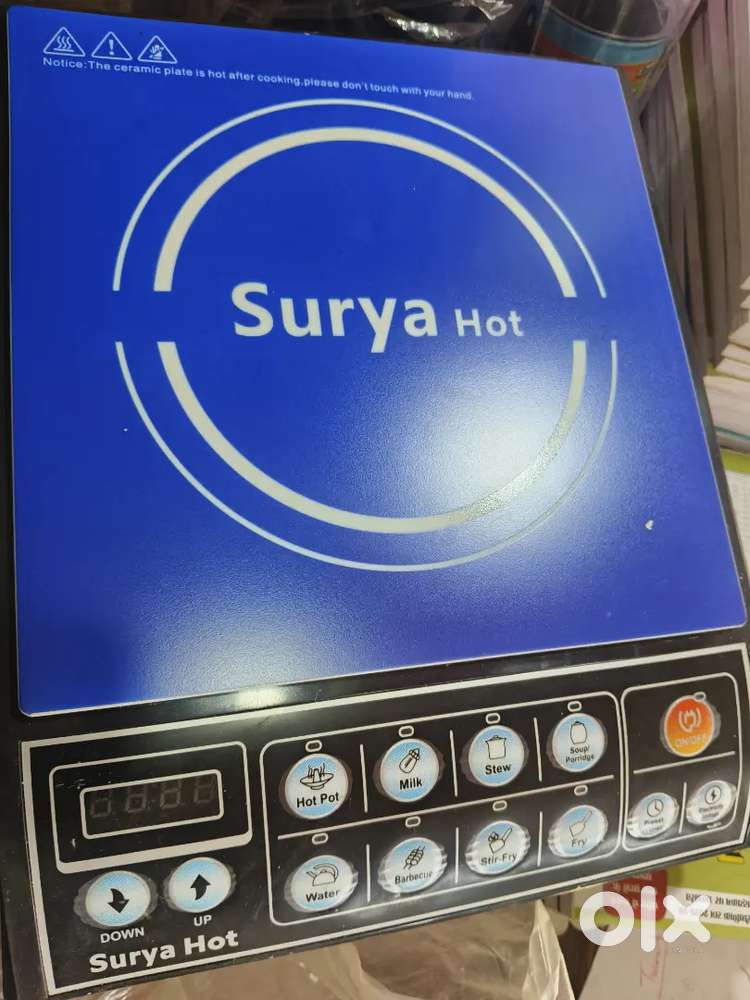 Notice:The ceramic plate is hot after cooking,please don't touch with your hand.
Surya Hot
Hot Pot
Milk
Stew
Soup/
Porridge
ON/OFF
Water
Barbecue
Stir-Fry
Fry
Preset
DOWN
UP
Surya Hot
olx